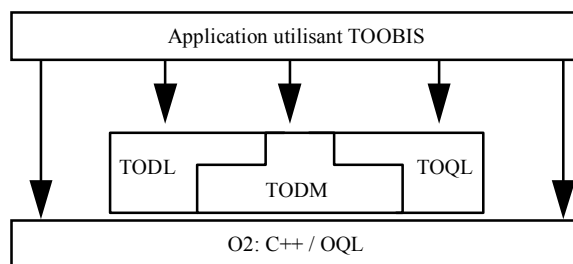 Application utilisant TOOBIS
TODL
TOQL
TODM
O2: C++ / OQL